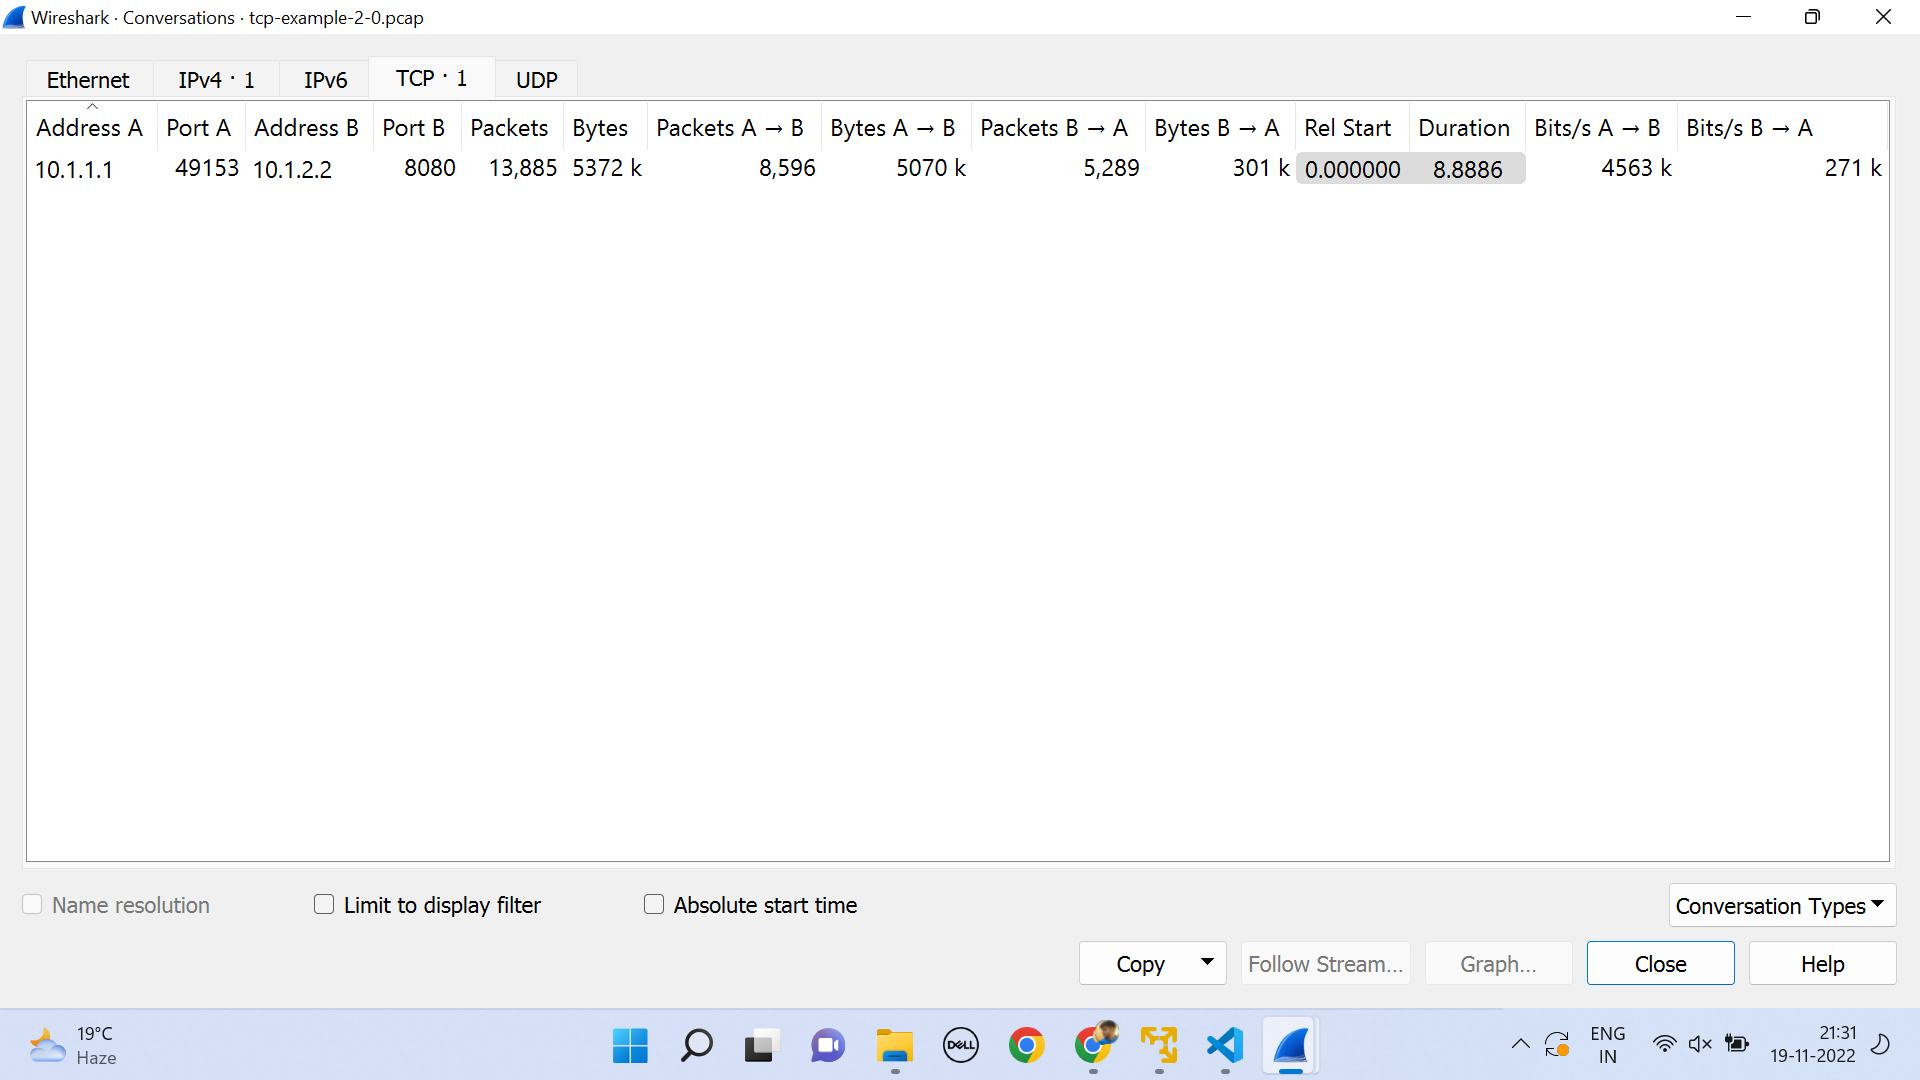 Wireshark · Conversations · tcp-example-2-0.pcap
Ethernet IPv4 · 1 IPv6 TCP · 1 UDP
Address A Port A Address B Port B Packets Bytes Packets A → B Bytes A → B Packets B → A Bytes B → A Rel Start Duration Bits/s A → B Bits/s B → A
10.1.1.1 49153 10.1.2.2 8080 13,885 5372 k 8,596 5070 k 5,289 301 k 0.000000 8.8886 4563 k 271 k
Name resolution Limit to display filter Absolute start time Conversation Types
Copy Follow Stream... Graph... Close Help
19°C
Haze
DELL
ENG
IN
21:31
19-11-2022